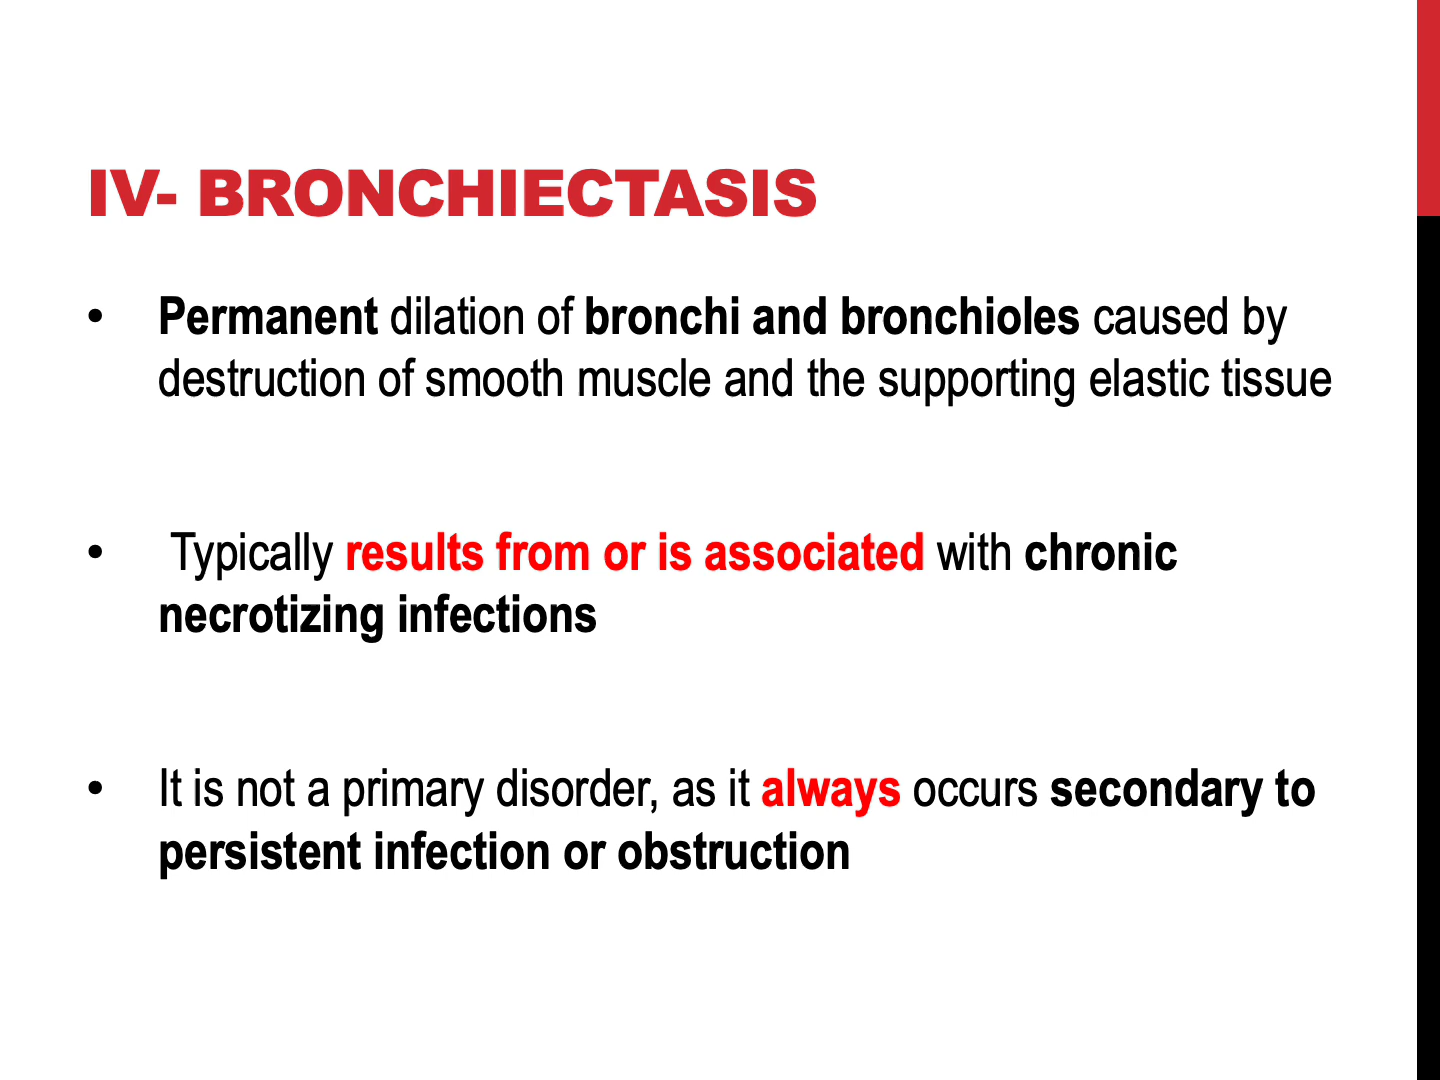 IV- BRONCHIECTASIS
• Permanent dilation of bronchi and bronchioles caused by
destruction of smooth muscle and the supporting elastic tissue
• Typically results from or is associated with chronic
necrotizing infections
• It is not a primary disorder, as it always occurs secondary to
persistent infection or obstruction